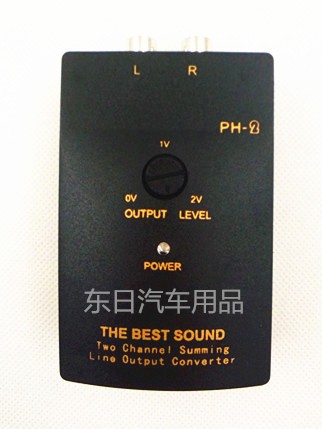 L R
PH-2
1V
0V 2V
OUTPUT LEVEL
POWER
东日汽车用品
THE BEST SOUND
Two Channel Summing
Line Output Converter